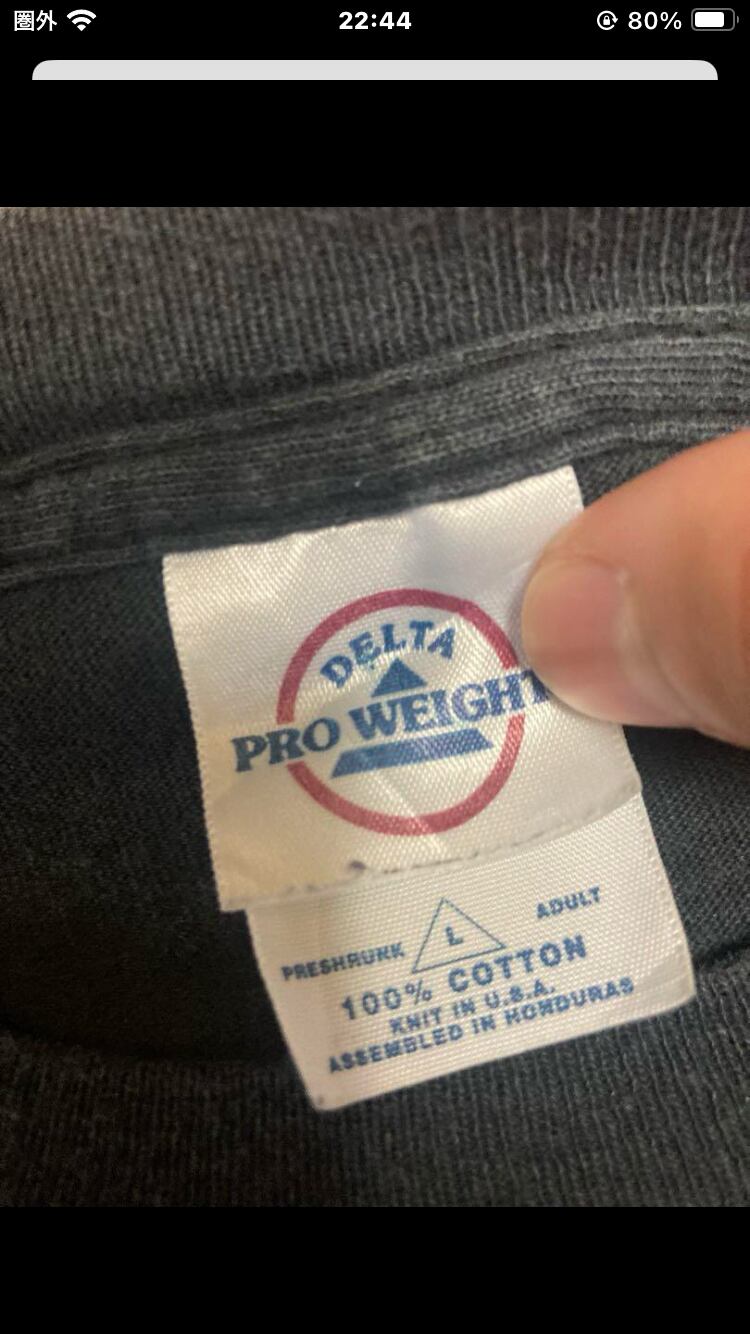 圏外 22:44 80%
DELTA
PRO WEIGHT
PRESHRUNK L ADULT
100% COTTON
KNIT IN U.S.A.
ASSEMBLED IN HONDURAS